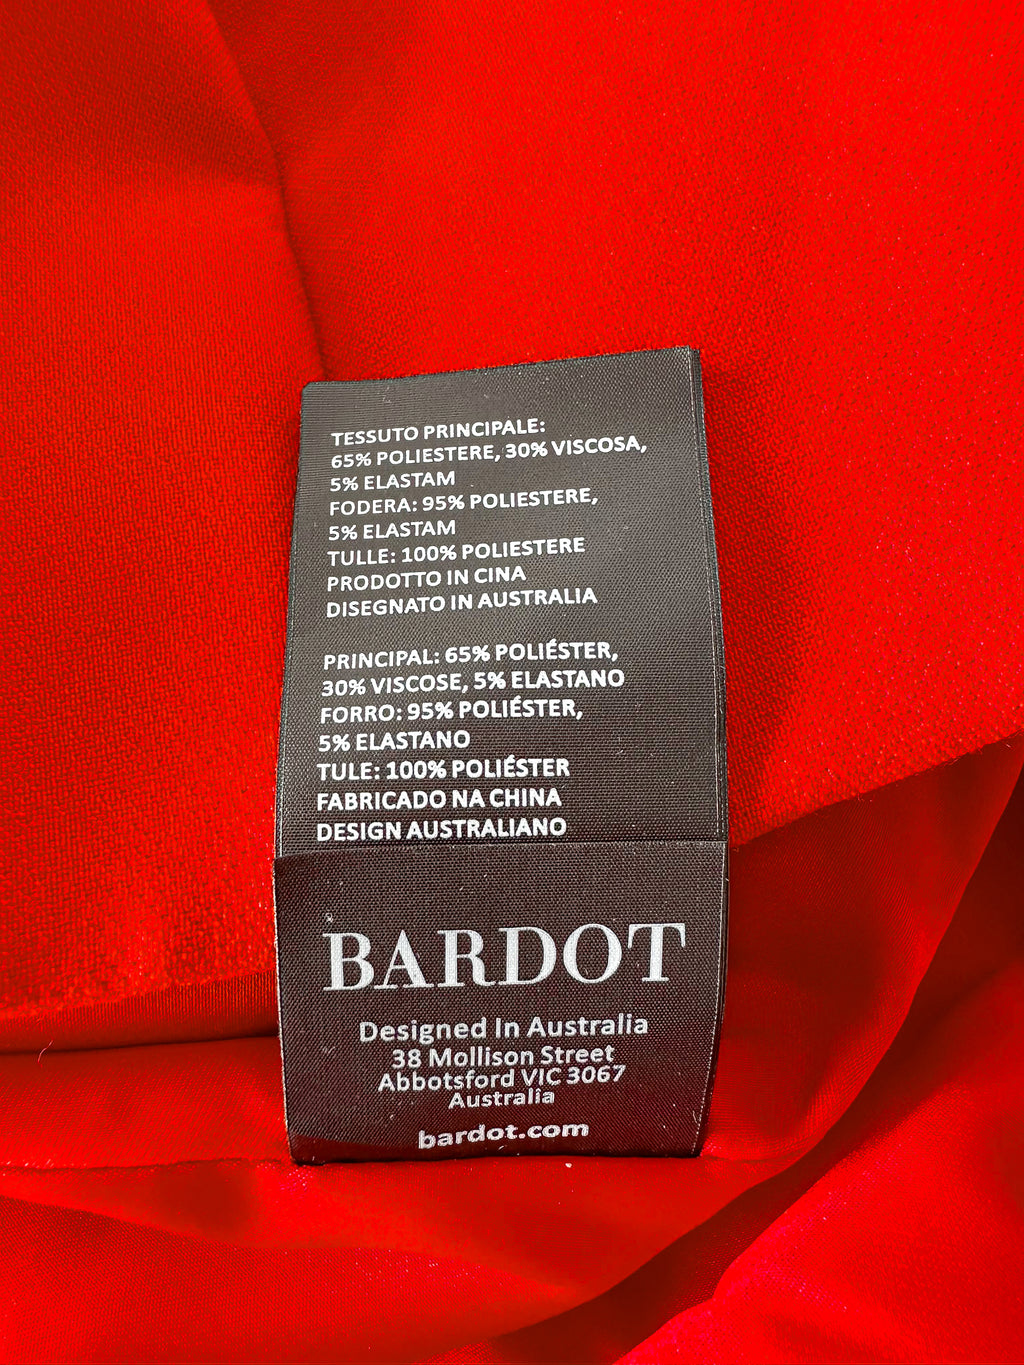 TESSUTO PRINCIPALE:
65% POLIESTERE, 30% VISCOSA,
5% ELASTAM
FODERA: 95% POLIESTERE,
5% ELASTAM
TULLE: 100% POLIESTERE
PRODOTTO IN CINA
DISEGNATO IN AUSTRALIA
PRINCIPAL: 65% POLIÉSTER,
30% VISCOSE, 5% ELASTANO
FORRO: 95% POLIÉSTER,
5% ELASTANO
TULE: 100% POLIÉSTER
FABRICADO NA CHINA
DESIGN AUSTRALIANO
BARDOT
Designed In Australia
38 Mollison Street
Abbotsford VIC 3067
Australia
bardot.com